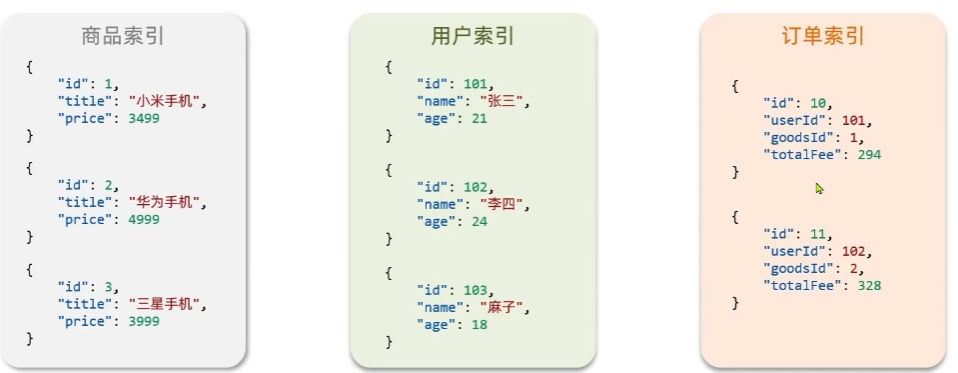 商品索引
{
"id": 1,
"title": "小米手机",
"price": 3499
}
{
"id": 2,
"title": "华为手机",
"price": 4999
}
{
"id": 3,
"title": "三星手机",
"price": 3999
}
用户索引
{
"id": 101,
"name": "张三",
"age": 21
}
{
"id": 102,
"name": "李四",
"age": 24
}
{
"id": 103,
"name": "麻子",
"age": 18
}
订单索引
{
"id": 10,
"userId": 101,
"goodsId": 1,
"totalFee": 294
}
{
"id": 11,
"userId": 102,
"goodsId": 2,
"totalFee": 328
}